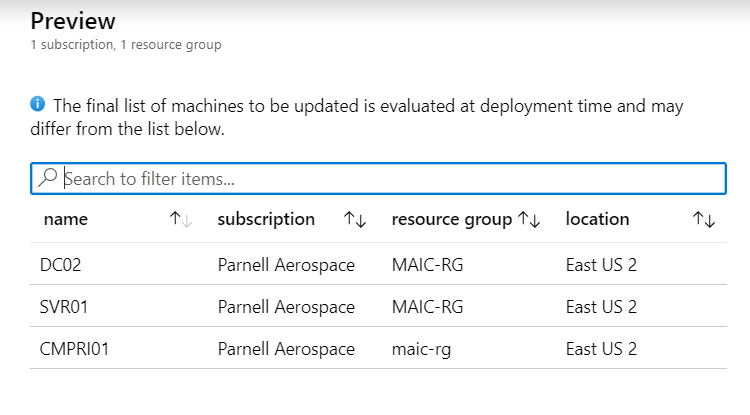 Preview
1 subscription, 1 resource group
The final list of machines to be updated is evaluated at deployment time and may
differ from the list below.
Search to filter items...
name subscription resource group location
DC02 Parnell Aerospace MAIC-RG East US 2
SVR01 Parnell Aerospace MAIC-RG East US 2
CMPRI01 Parnell Aerospace maic-rg East US 2